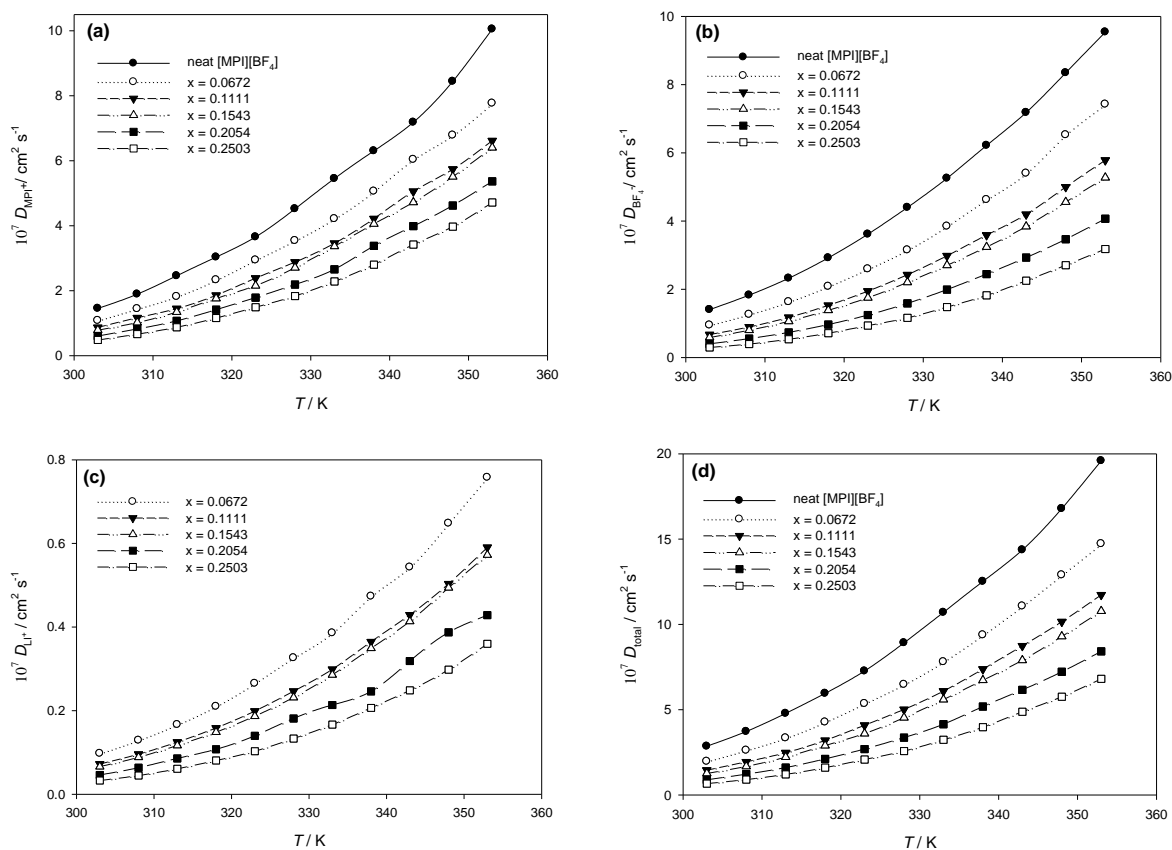 (a)
neat [MPI][BF4]
x = 0.0672
x = 0.1111
x = 0.1543
x = 0.2054
x = 0.2503
10
8
6
4
2
0
10^7 D_MPI+/ cm^2 s^-1
300 310 320 330 340 350 360
T / K
(b)
neat [MPI][BF4]
x = 0.0672
x = 0.1111
x = 0.1543
x = 0.2054
x = 0.2503
10
8
6
4
2
0
10^7 D_BF4-/ cm^2 s^-1
300 310 320 330 340 350 360
T / K
(c)
x = 0.0672
x = 0.1111
x = 0.1543
x = 0.2054
x = 0.2503
0.8
0.6
0.4
0.2
0.0
10^7 D_Li+ / cm^2 s^-1
300 310 320 330 340 350 360
T / K
(d)
neat [MPI][BF4]
x = 0.0672
x = 0.1111
x = 0.1543
x = 0.2054
x = 0.2503
20
15
10
5
0
10^7 D_total / cm^2 s^-1
300 310 320 330 340 350 360
T / K